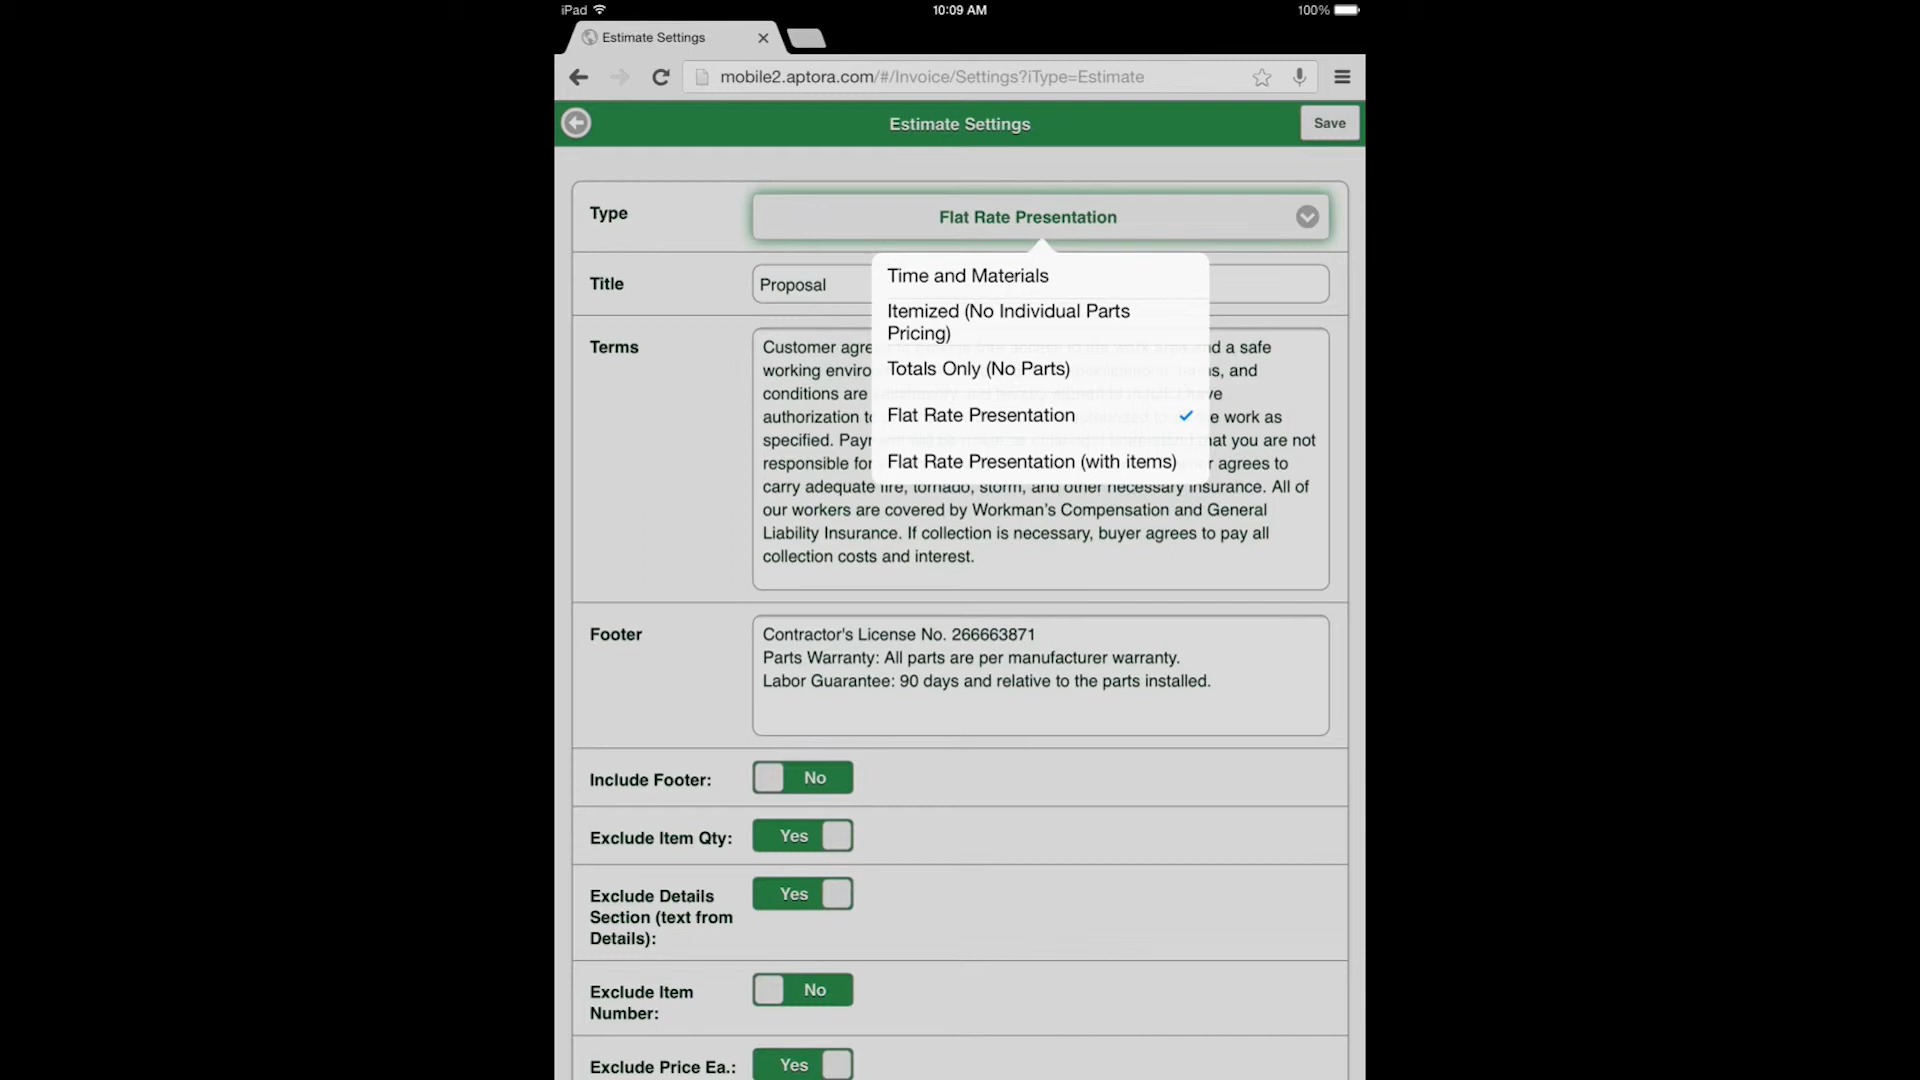 iPad 10:09 AM 100%
Estimate Settings
mobile2.aptora.com/#/Invoice/Settings?iType=Estimate
Estimate Settings Save
Type Flat Rate Presentation
Time and Materials
Itemized (No Individual Parts
Pricing)
Totals Only (No Parts)
Flat Rate Presentation
Flat Rate Presentation (with items)
Title Proposal
Terms
Customer agre nd a safe
working enviro and
conditions are
authorization to e work as
specified. Pay hat you are not
responsible for r agrees to
carry adequate fire, tornado, storm, and other necessary insurance. All of
our workers are covered by Workman's Compensation and General
Liability Insurance. If collection is necessary, buyer agrees to pay all
collection costs and interest.
Footer
Contractor's License No. 266663871
Parts Warranty: All parts are per manufacturer warranty.
Labor Guarantee: 90 days and relative to the parts installed.
Include Footer: No
Exclude Item Qty: Yes
Exclude Details
Section (text from
Details):
Yes
Exclude Item
Number:
No
Exclude Price Ea.: Yes